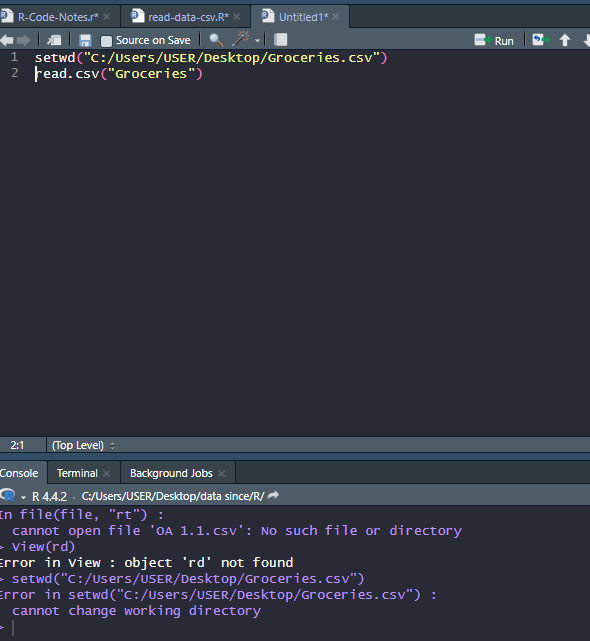 R-Code-Notes.r* × read-data-csv.R* × Untitled1* ×
Source on Save Run
1 setwd("C:/Users/USER/Desktop/Groceries.csv")
2 read.csv("Groceries")
2:1 (Top Level)
Console Terminal × Background Jobs ×
R 4.4.2 · C:/Users/USER/Desktop/data since/R/
In file(file, "rt") :
cannot open file 'OA 1.1.csv': No such file or directory
> View(rd)
Error in View : object 'rd' not found
> setwd("C:/Users/USER/Desktop/Groceries.csv")
Error in setwd("C:/Users/USER/Desktop/Groceries.csv") :
cannot change working directory
>